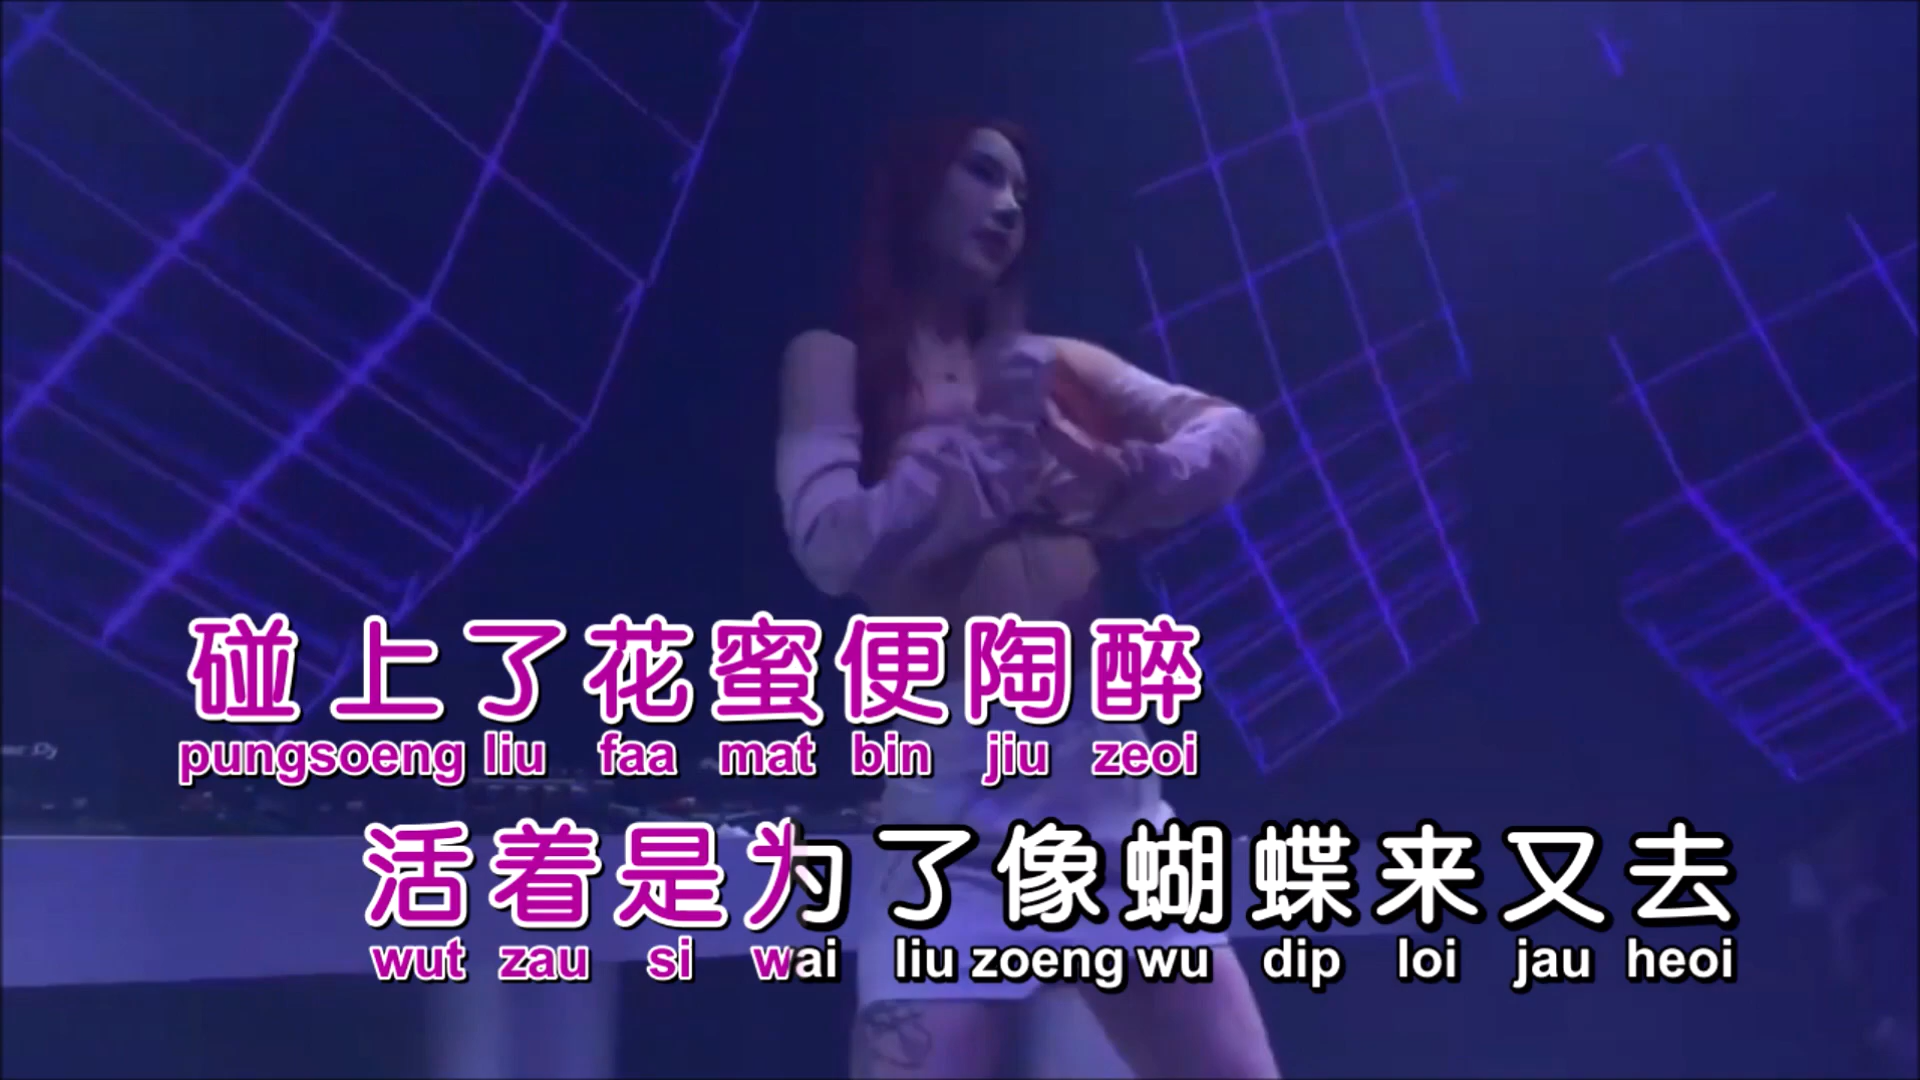 碰上了花蜜便陶醉
pungsoeng liu faa mat bin jiu zeoi
活着是为了像蝴蝶来又去
wut zau si wai liu zoeng wu dip loi jau heoi